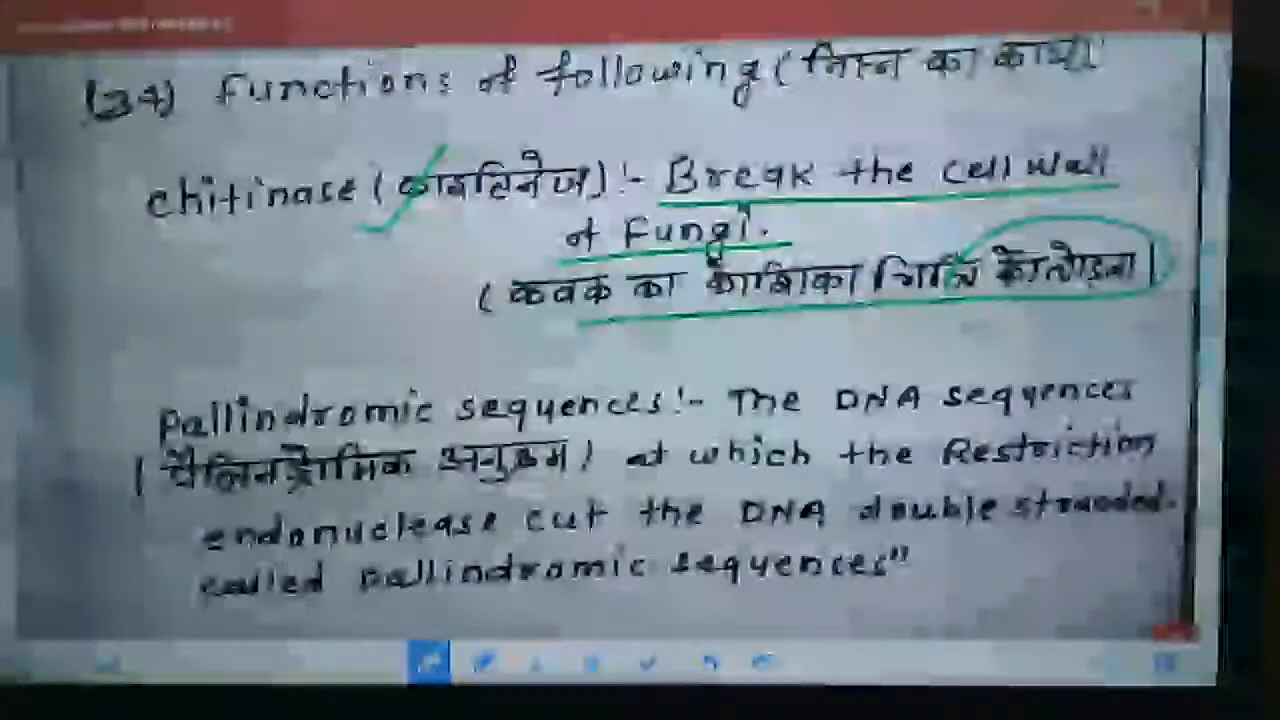 (34) Functions of following (निम्न का कार्य)
Chitinase (काइटिनेज) :- Break the cell wall
of Fungi.
(कवक का कोशिका भित्ति को तोड़ना)
Pallindromic sequences :- The DNA sequences
(पैलिनड्रोमिक अनुक्रम) at which the Restriction
endonuclease cut the DNA double stranded.
called pallindromic sequences"